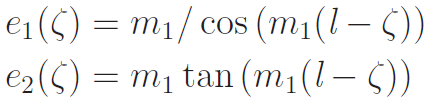 e₁(ζ) = m₁/ cos (m₁(l − ζ))
e₂(ζ) = m₁ tan (m₁(l − ζ))